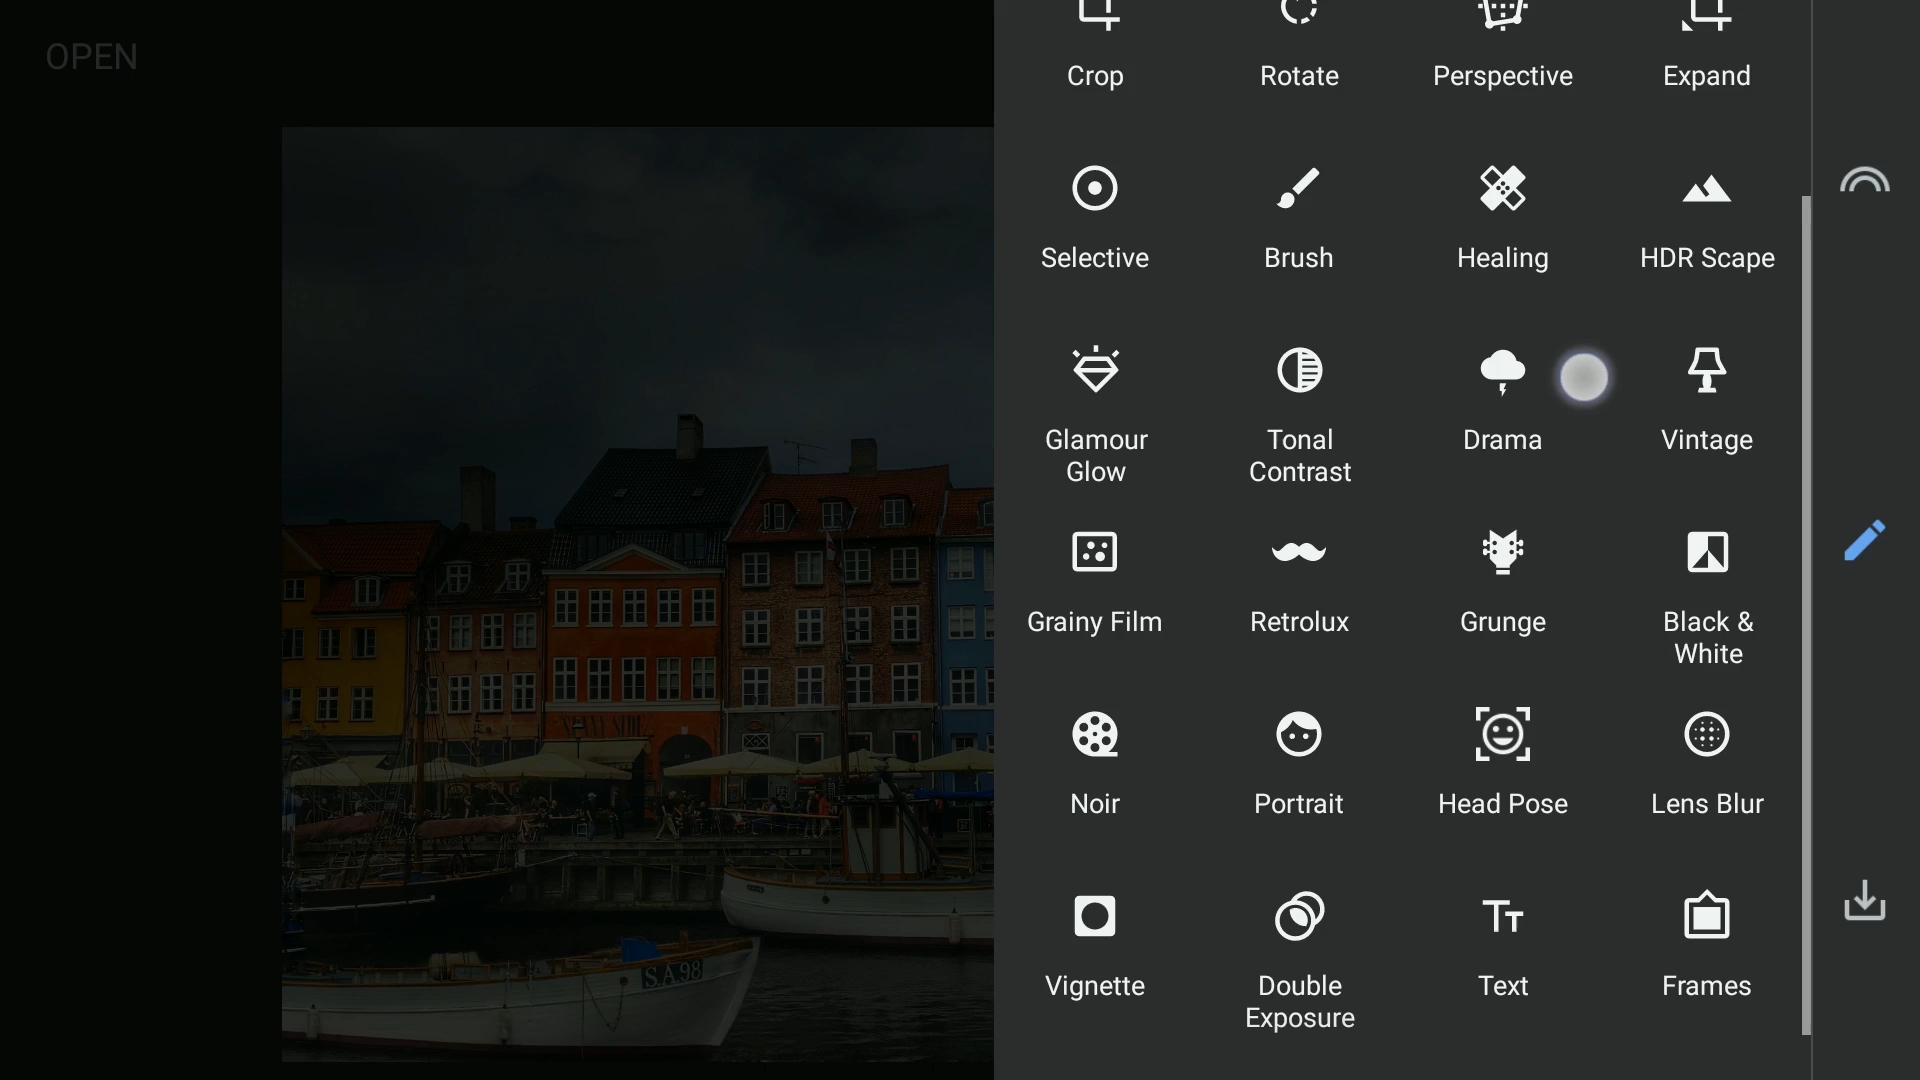 OPEN
Crop
Rotate
Perspective
Expand
Selective
Brush
Healing
HDR Scape
Glamour
Glow
Tonal
Contrast
Drama
Vintage
Grainy Film
Retrolux
Grunge
Black &
White
Noir
Portrait
Head Pose
Lens Blur
Vignette
Double
Exposure
Text
Frames
S.A.98